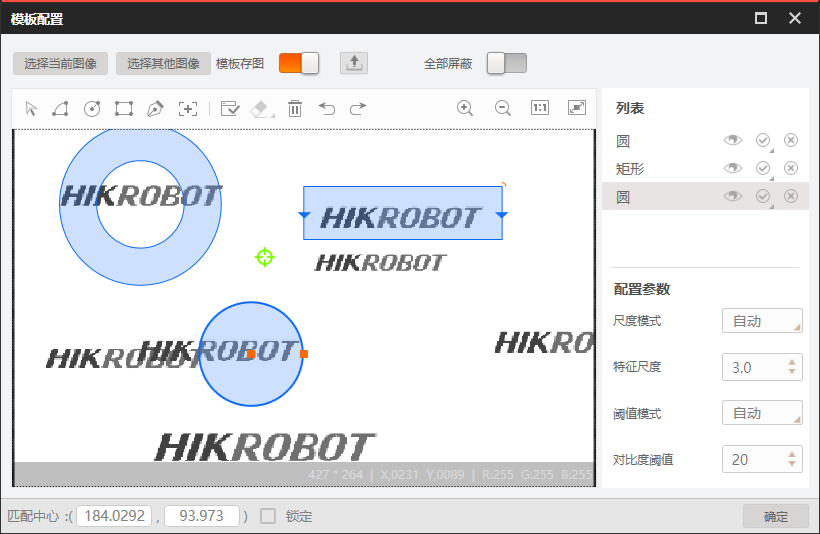 模板配置
选择当前图像 选择其他图像 模板存图 全部屏蔽
1:1
列表
圆
矩形
圆
HIKROBOT
HIKROBOT
HIKROBOT
HIKROBOT HIKROBOT
HIKRO
HIKROBOT
427 * 264 | X,0231 Y,0089 | R:255 G:255 B:255
配置参数
尺度模式 自动
特征尺度 3.0
阈值模式 自动
对比度阈值 20
匹配中心 :( 184.0292 , 93.973 ) 锁定 确定